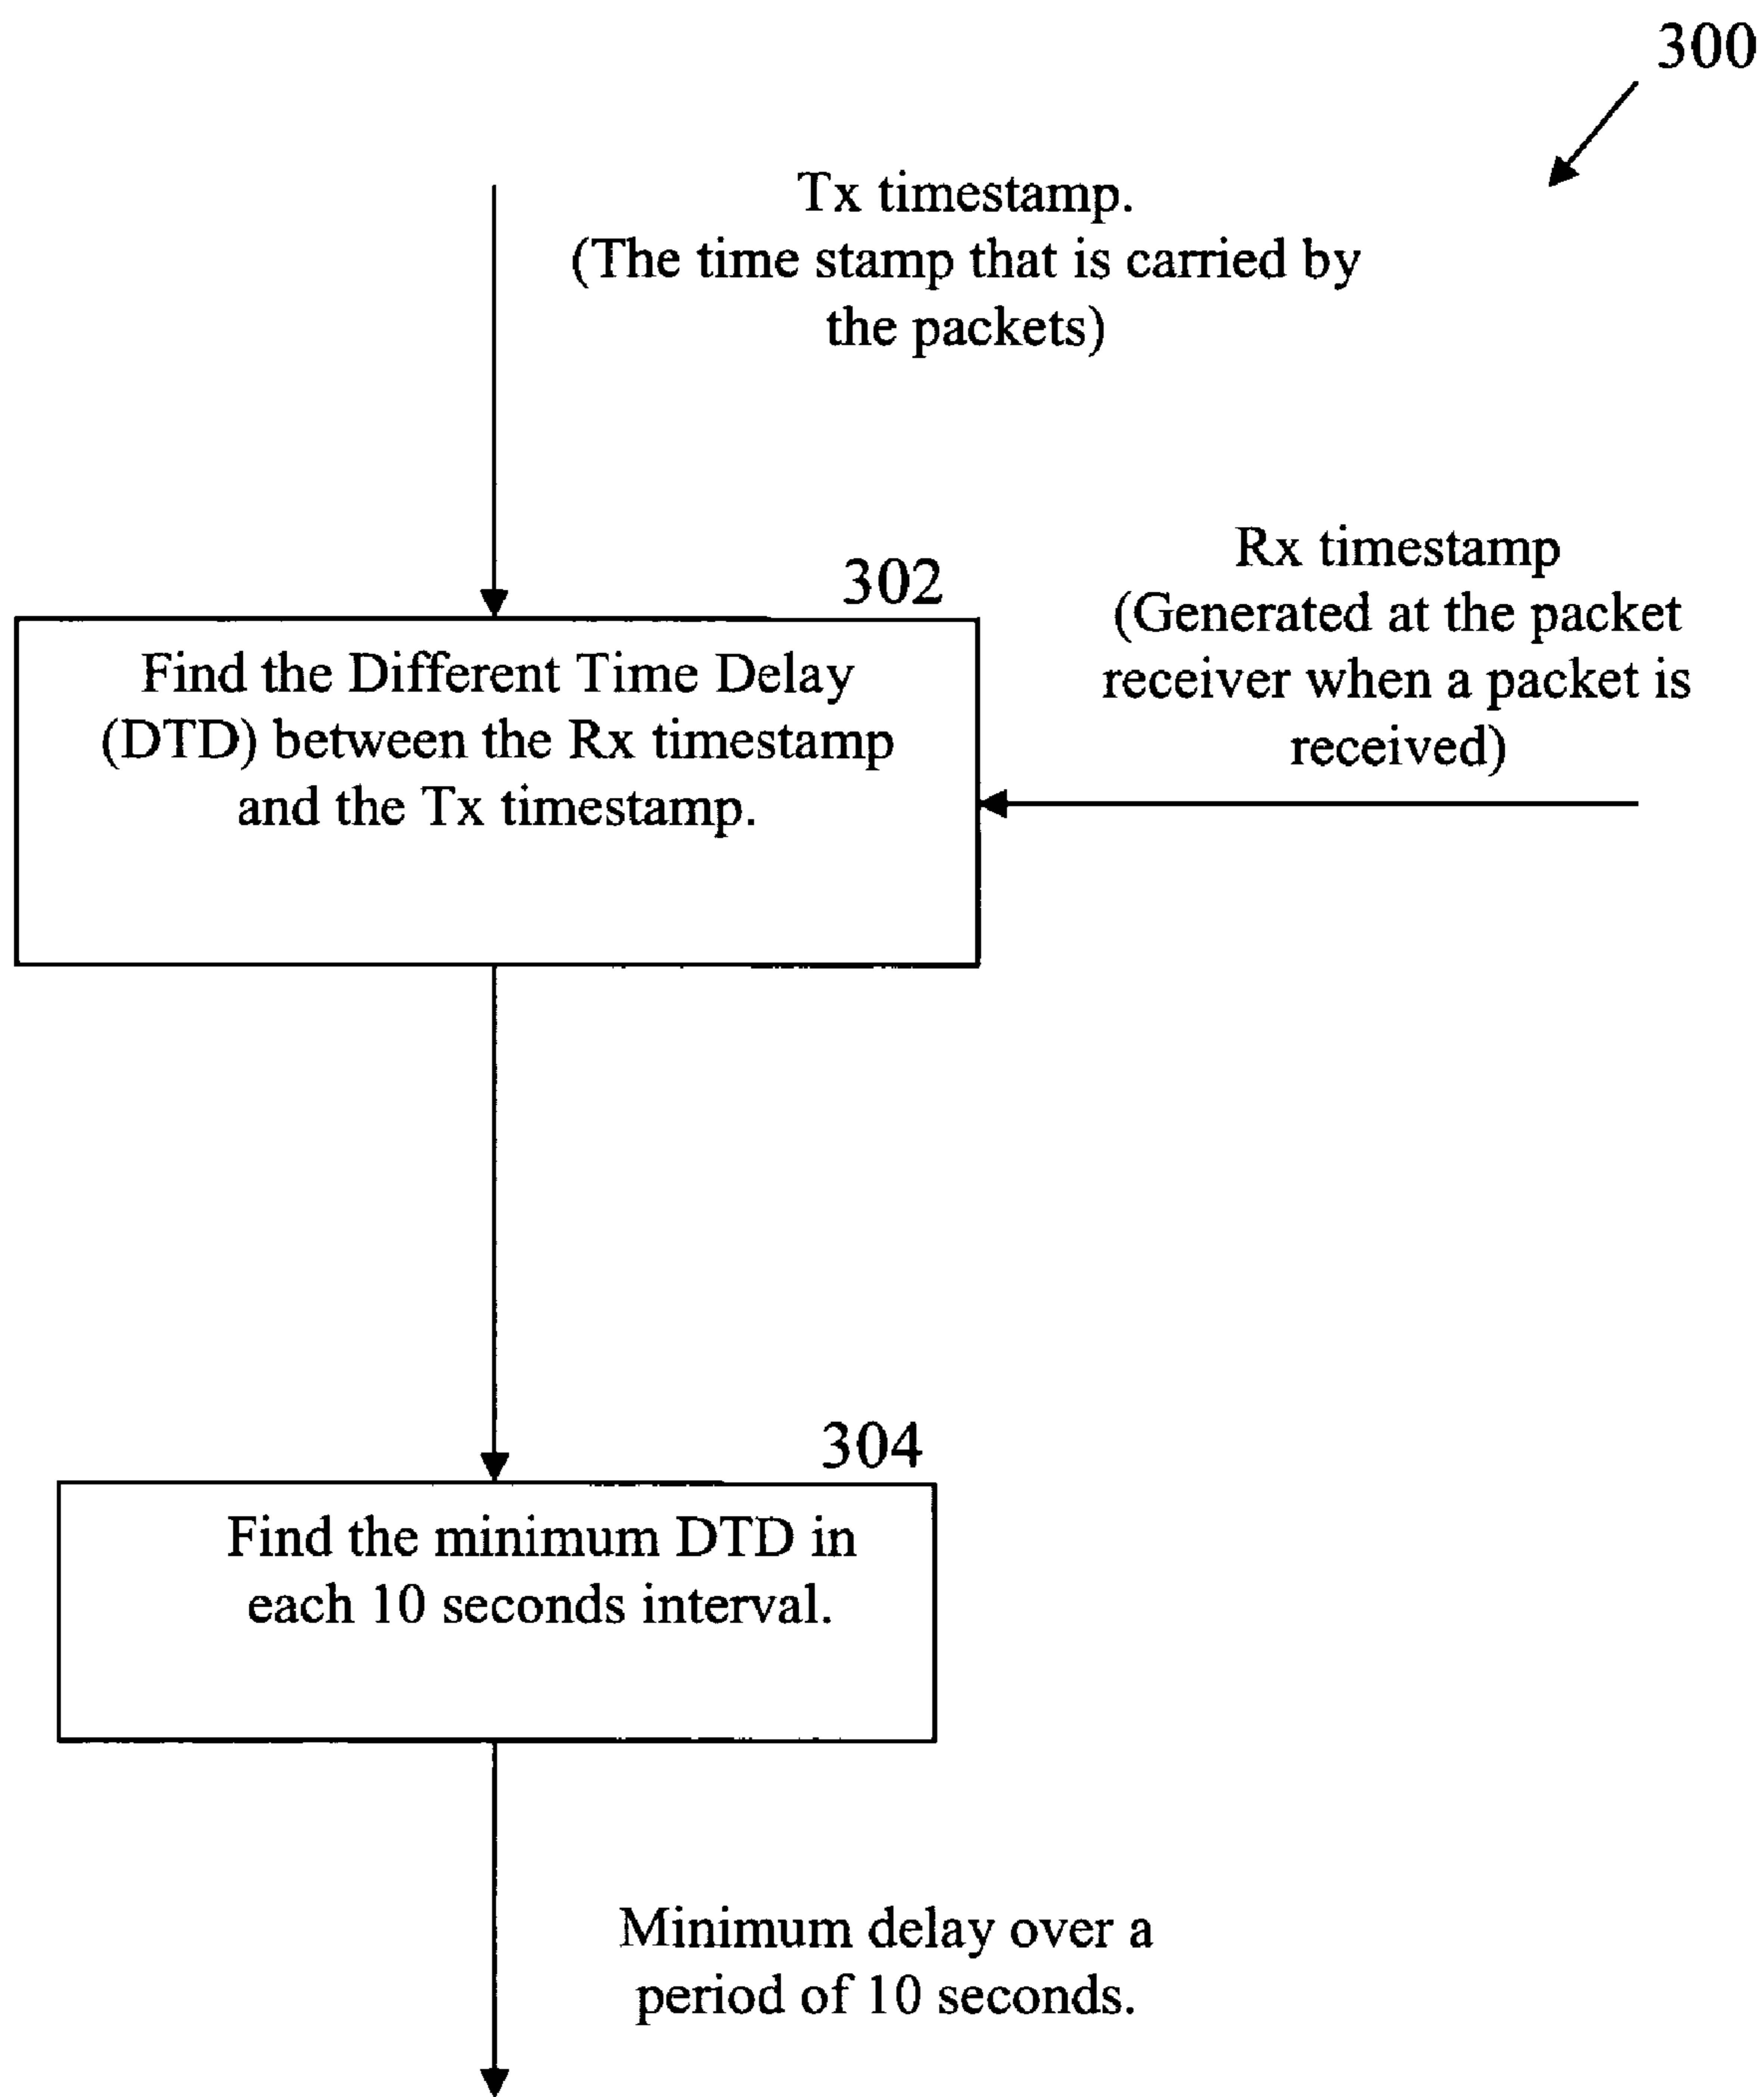 300
Tx timestamp.
(The time stamp that is carried by
the packets)
Rx timestamp
(Generated at the packet
receiver when a packet is
received)
302
Find the Different Time Delay
(DTD) between the Rx timestamp
and the Tx timestamp.
304
Find the minimum DTD in
each 10 seconds interval.
Minimum delay over a
period of 10 seconds.